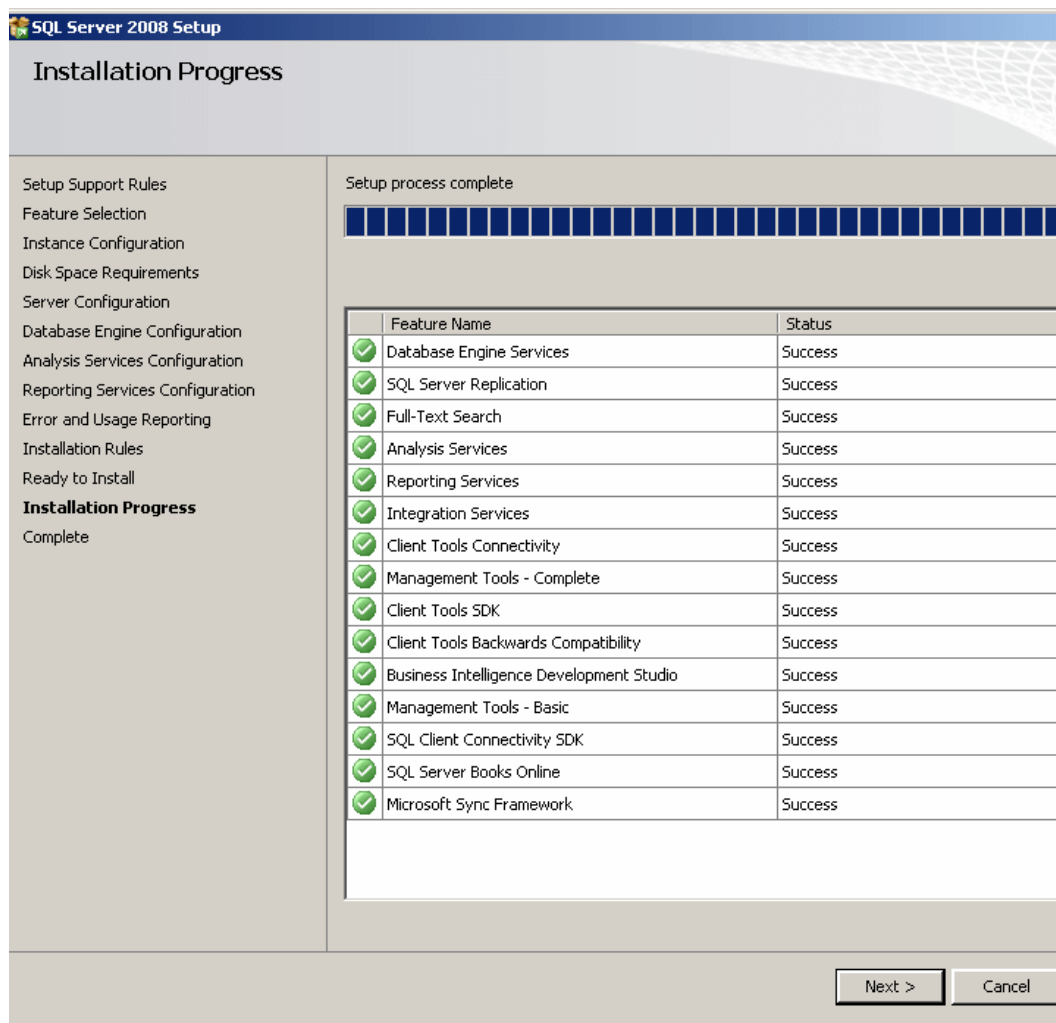 SQL Server 2008 Setup
Installation Progress
Setup Support Rules
Feature Selection
Instance Configuration
Disk Space Requirements
Server Configuration
Database Engine Configuration
Analysis Services Configuration
Reporting Services Configuration
Error and Usage Reporting
Installation Rules
Ready to Install
Installation Progress
Complete
Setup process complete
Feature Name Status
Database Engine Services Success
SQL Server Replication Success
Full-Text Search Success
Analysis Services Success
Reporting Services Success
Integration Services Success
Client Tools Connectivity Success
Management Tools - Complete Success
Client Tools SDK Success
Client Tools Backwards Compatibility Success
Business Intelligence Development Studio Success
Management Tools - Basic Success
SQL Client Connectivity SDK Success
SQL Server Books Online Success
Microsoft Sync Framework Success
Next > Cancel